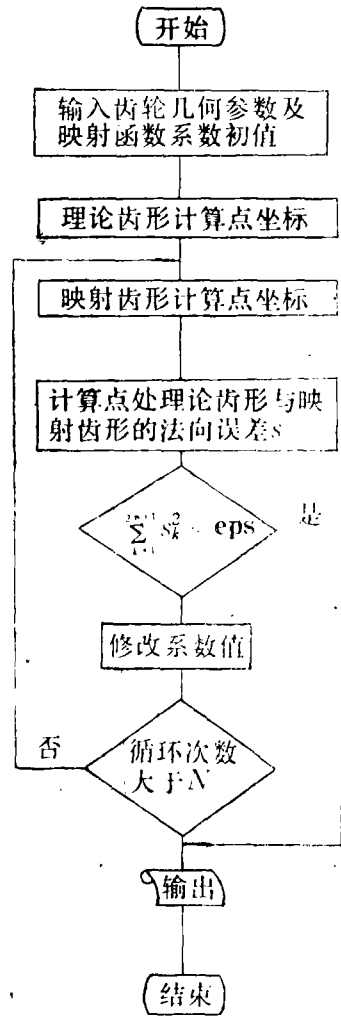 开始
输入齿轮几何参数及
映射函数系数初值
理论齿形计算点坐标
映射齿形计算点坐标
计算点处理论齿形与映
射齿形的法向误差s
eps
是
修改系数值
否
循环次数
大于N
输出
结束